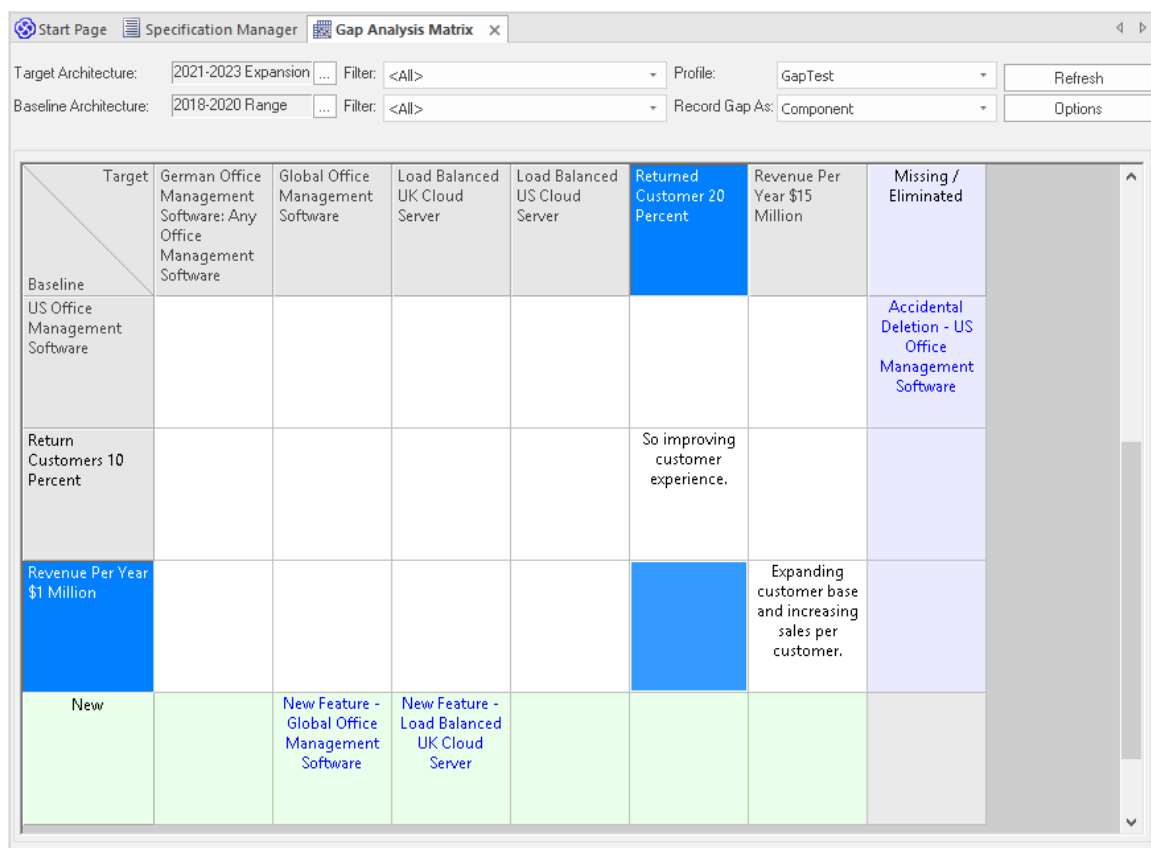 Start Page
Specification Manager
Gap Analysis Matrix
Target Architecture: 2021-2023 Expansion ... Filter: <All> Profile: GapTest Refresh
Baseline Architecture: 2018-2020 Range ... Filter: <All> Record Gap As: Component Options
Target
Baseline
German Office
Management
Software: Any
Office
Management
Software
Global Office
Management
Software
Load Balanced
UK Cloud
Server
Load Balanced
US Cloud
Server
Returned
Customer 20
Percent
Revenue Per
Year $15
Million
Missing /
Eliminated
US Office
Management
Software
Accidental
Deletion - US
Office
Management
Software
Return
Customers 10
Percent
So improving
customer
experience.
Revenue Per Year
$1 Million
Expanding
customer base
and increasing
sales per
customer.
New
New Feature -
Global Office
Management
Software
New Feature -
Load Balanced
UK Cloud
Server